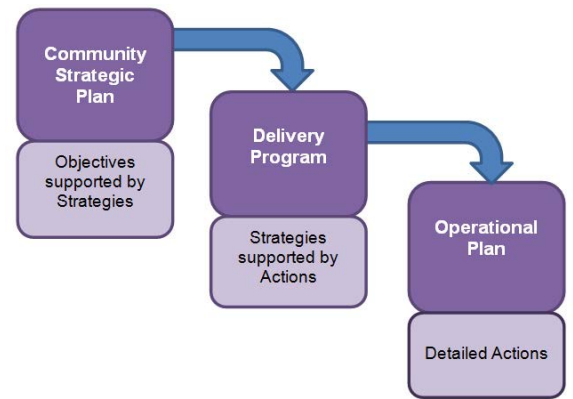 Community
Strategic
Plan
Objectives
supported by
Strategies
Delivery
Program
Strategies
supported by
Actions
Operational
Plan
Detailed Actions